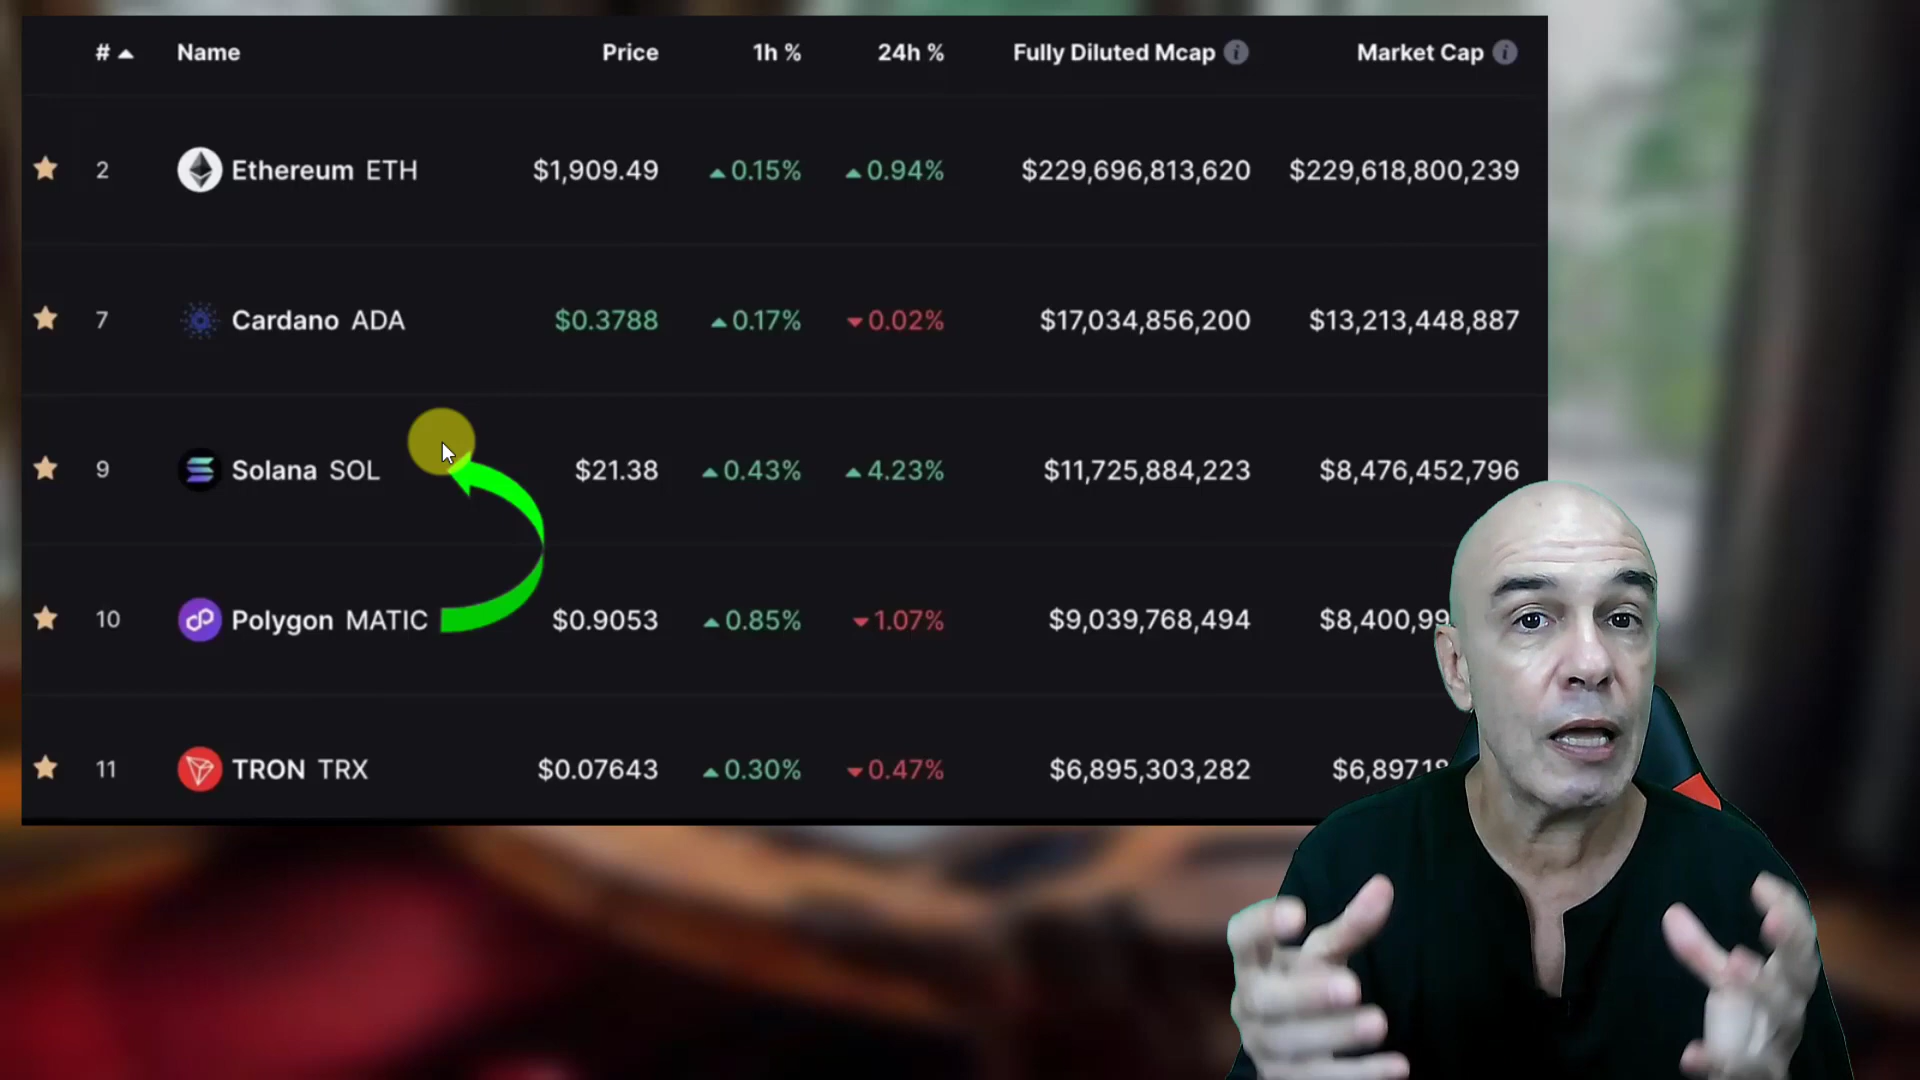 # Name Price 1h % 24h % Fully Diluted Mcap Market Cap
2 Ethereum ETH $1,909.49 0.15% 0.94% $229,696,813,620 $229,618,800,239
7 Cardano ADA $0.3788 0.17% 0.02% $17,034,856,200 $13,213,448,887
9 Solana SOL $21.38 0.43% 4.23% $11,725,884,223 $8,476,452,796
10 Polygon MATIC $0.9053 0.85% 1.07% $9,039,768,494
11 TRON TRX $0.07643 0.30% 0.47% $6,895,303,282